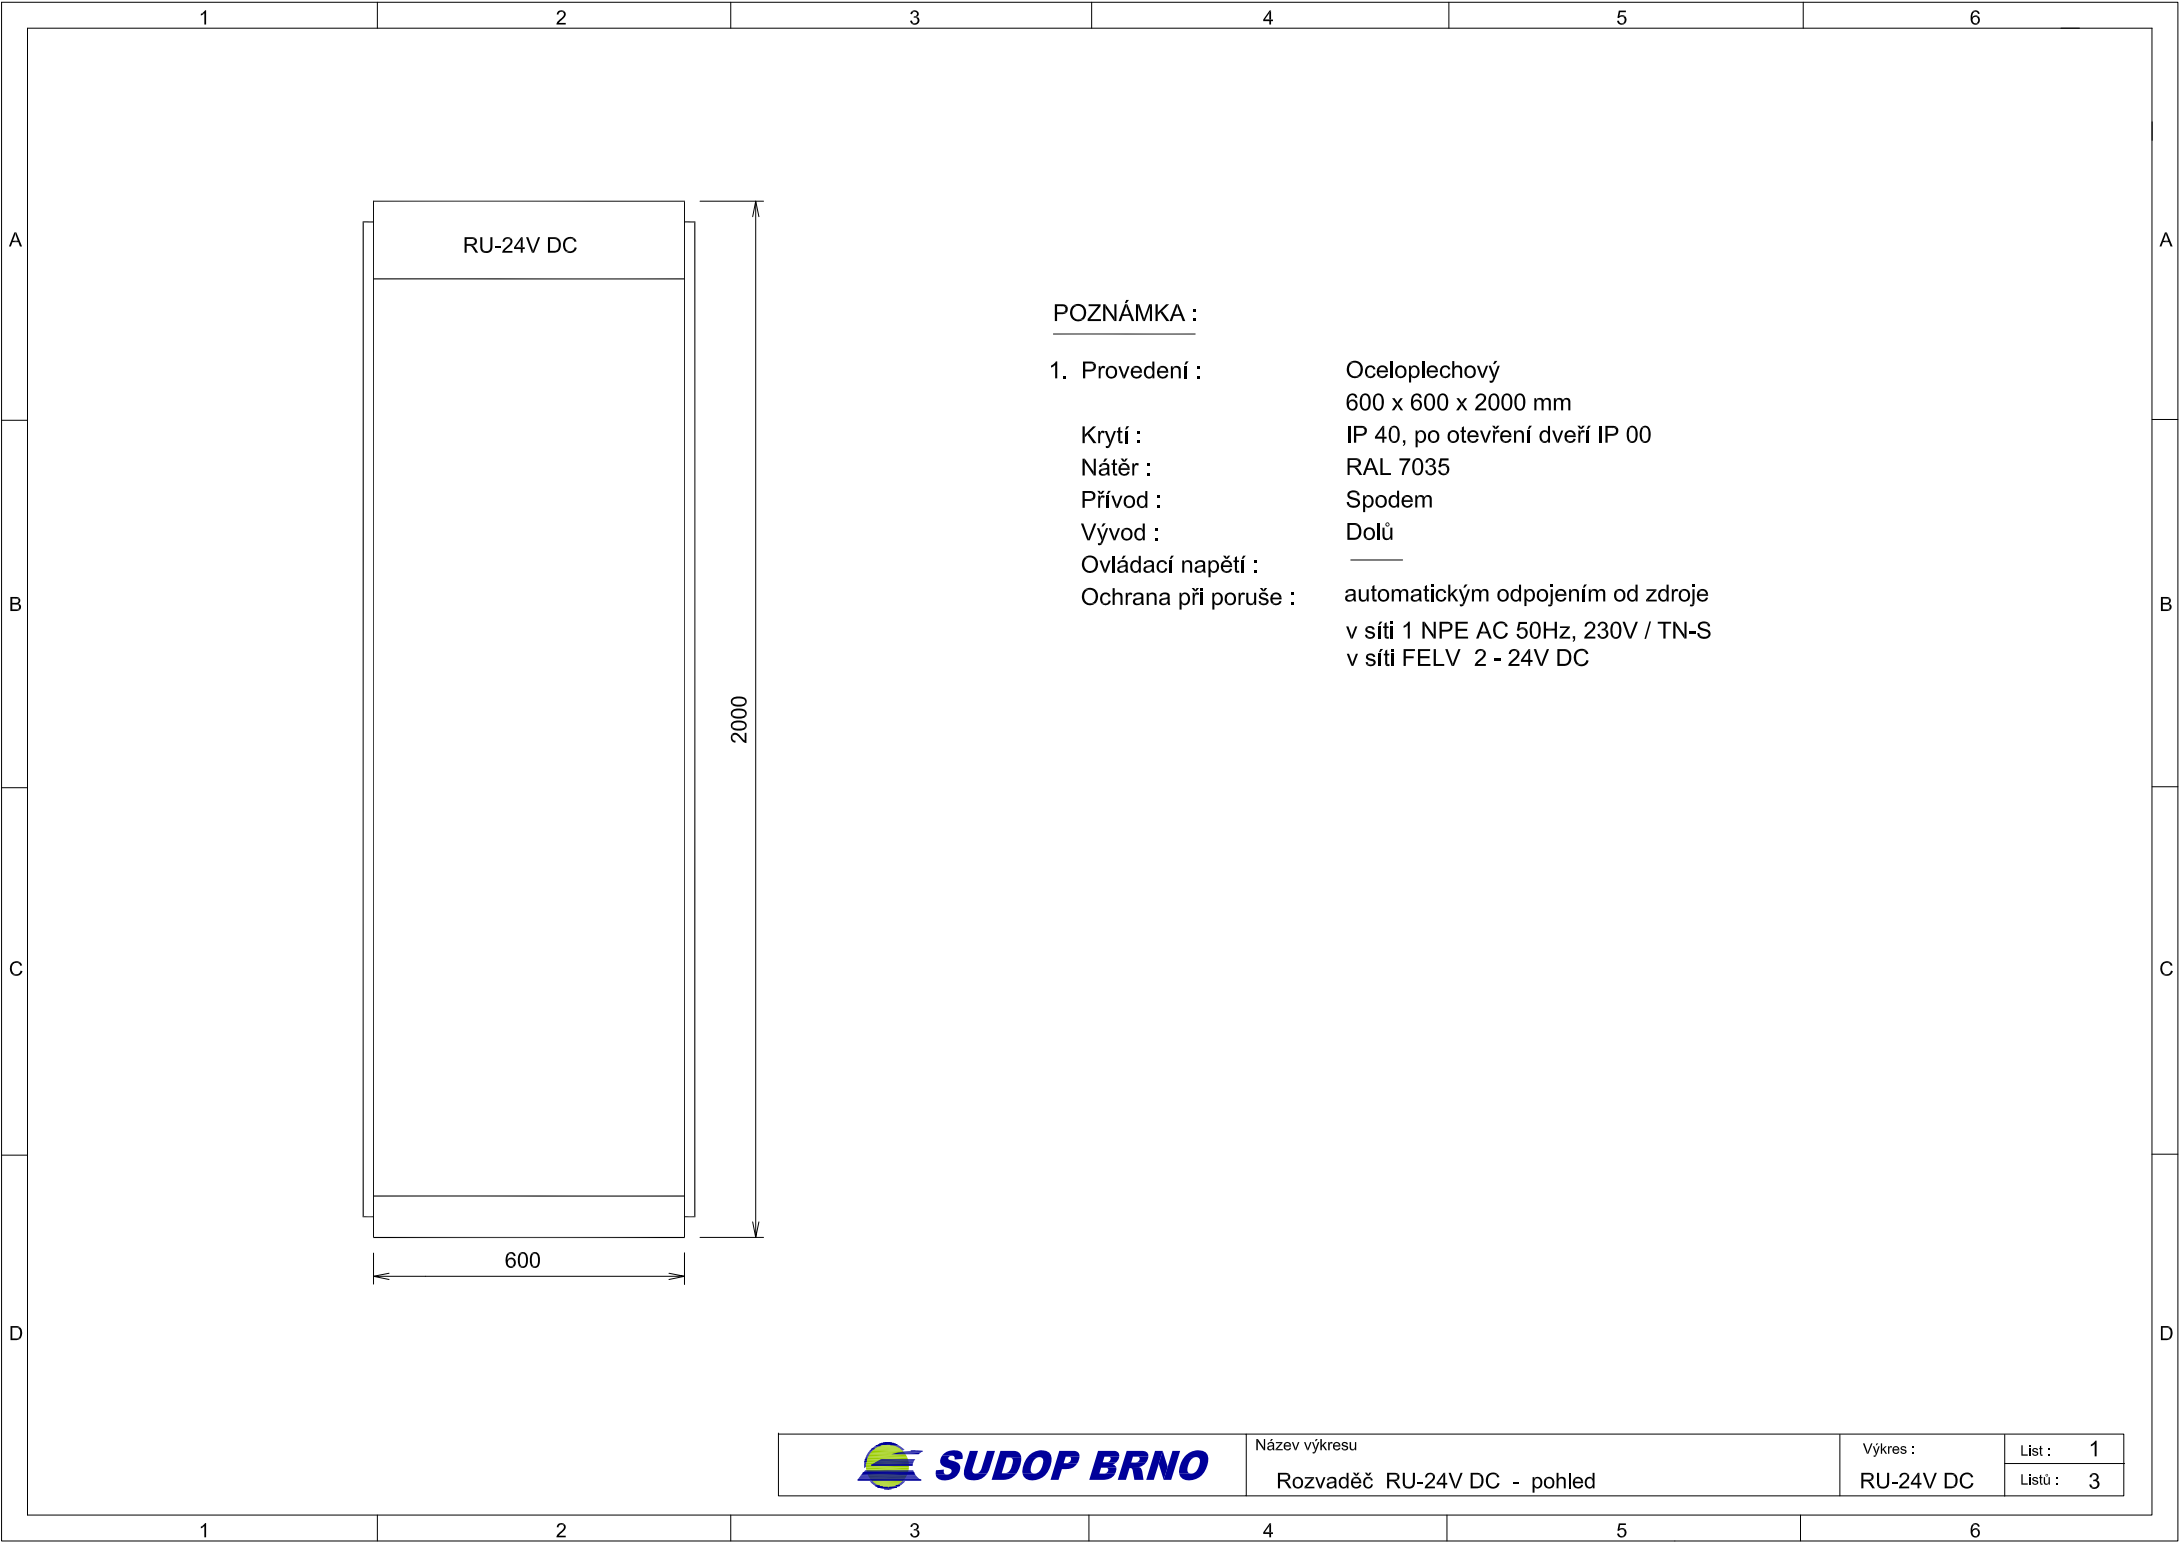 1 2 3 4 5 6
A A
RU-24V DC
POZNÁMKA :
1. Provedení : Oceloplechový
600 x 600 x 2000 mm
Krytí : IP 40, po otevření dveří IP 00
Nátěr : RAL 7035
Přívod : Spodem
Vývod : Dolů
Ovládací napětí :
Ochrana při poruše : automatickým odpojením od zdroje
B B
v síti 1 NPE AC 50Hz, 230V / TN-S
v síti FELV 2 - 24V DC
2000
C C
600
D D
SUDOP BRNO
Název výkresu
Rozvaděč RU-24V DC - pohled
Výkres :
RU-24V DC
List : 1
Listů : 3
1 2 3 4 5 6